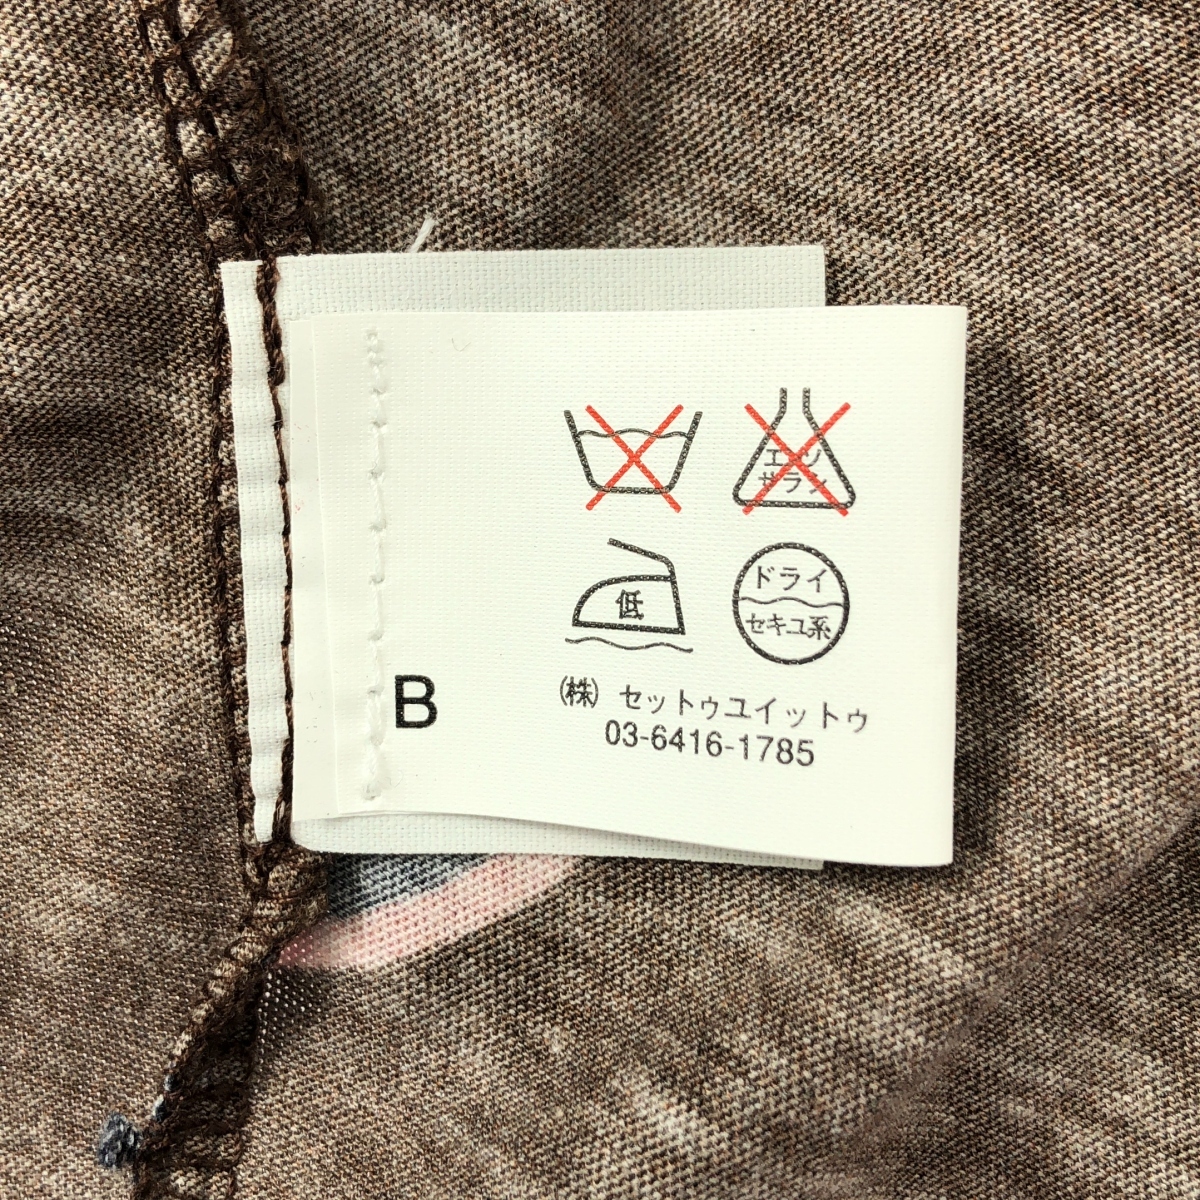 エンソ
サラシ
低
ドライ
セキユ系
B
(株) セットゥユイットゥ
03-6416-1785